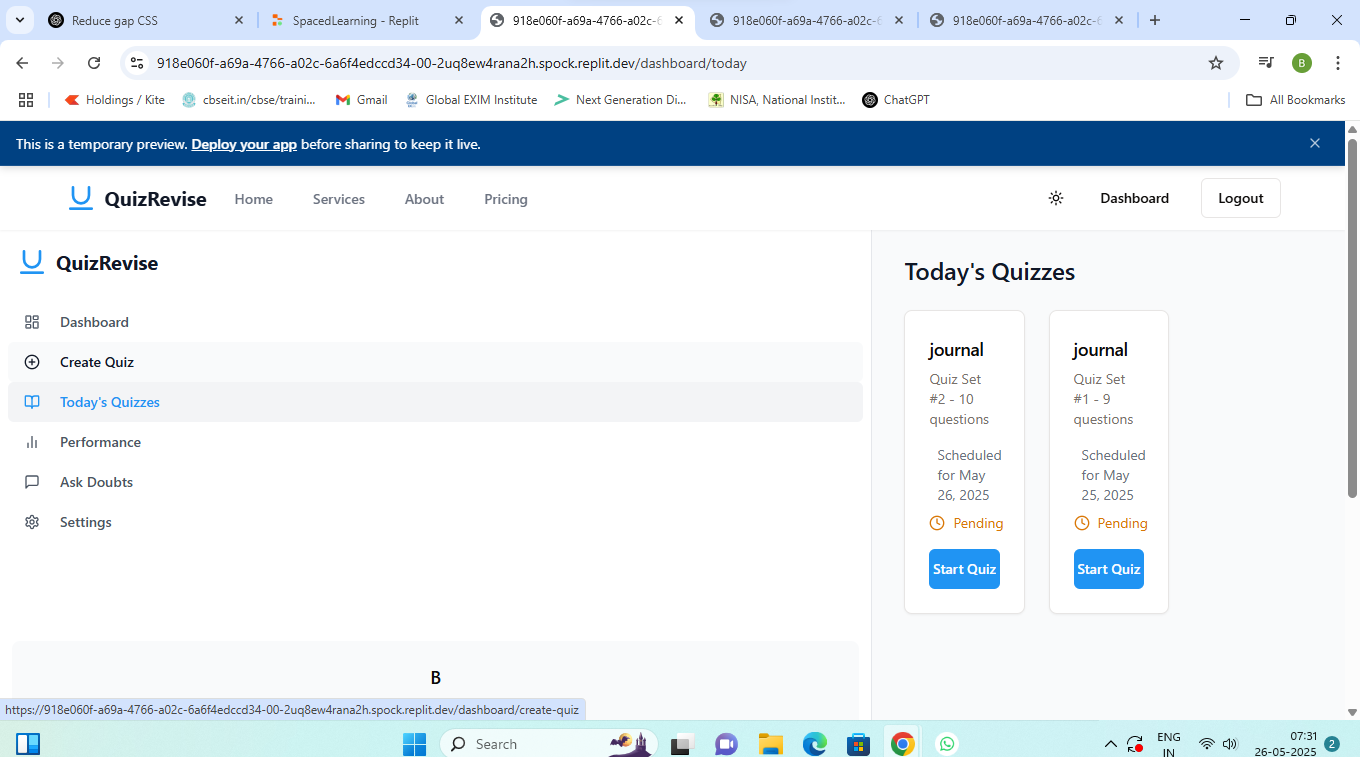 Reduce gap CSS
SpacedLearning - Replit
918e060f-a69a-4766-a02c-6
918e060f-a69a-4766-a02c-6
918e060f-a69a-4766-a02c-6
918e060f-a69a-4766-a02c-6a6f4edccd34-00-2uq8ew4rana2h.spock.replit.dev/dashboard/today
B
Holdings / Kite
cbseit.in/cbse/traini...
Gmail
Global EXIM Institute
Next Generation Di...
NISA, National Instit...
ChatGPT
All Bookmarks
This is a temporary preview. Deploy your app before sharing to keep it live.
QuizRevise
Home
Services
About
Pricing
Dashboard
Logout
QuizRevise
Dashboard
Create Quiz
Today's Quizzes
Performance
Ask Doubts
Settings
B
Today's Quizzes
journal
Quiz Set
#2 - 10
questions
Scheduled
for May
26, 2025
Pending
Start Quiz
journal
Quiz Set
#1 - 9
questions
Scheduled
for May
25, 2025
Pending
Start Quiz
https://918e060f-a69a-4766-a02c-6a6f4edccd34-00-2uq8ew4rana2h.spock.replit.dev/dashboard/create-quiz
Search
ENG
IN
07:31
26-05-2025
2